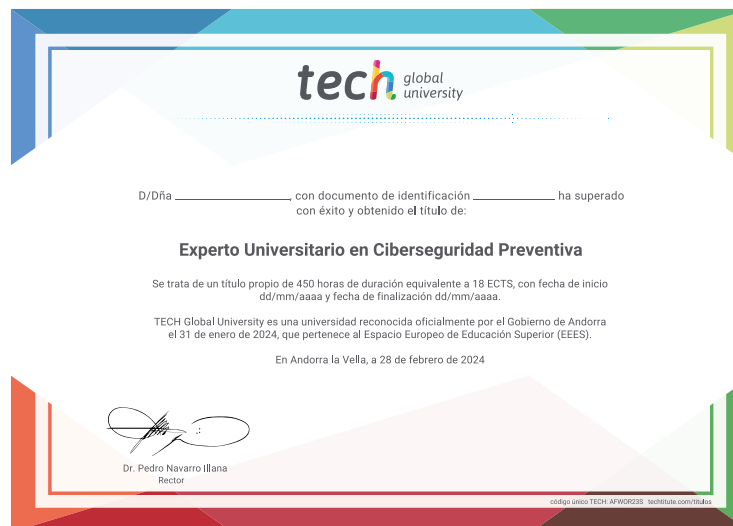 tech global university
D/Dña ____________________, con documento de identificación ______________ ha superado
con éxito y obtenido el título de:
Experto Universitario en Ciberseguridad Preventiva
Se trata de un título propio de 450 horas de duración equivalente a 18 ECTS, con fecha de inicio
dd/mm/aaaa y fecha de finalización dd/mm/aaaa.
TECH Global University es una universidad reconocida oficialmente por el Gobierno de Andorra
el 31 de enero de 2024, que pertenece al Espacio Europeo de Educación Superior (EEES).
En Andorra la Vella, a 28 de febrero de 2024
Dr. Pedro Navarro Illana
Rector
código único TECH: AFWOR23S techtitute.com/titulos